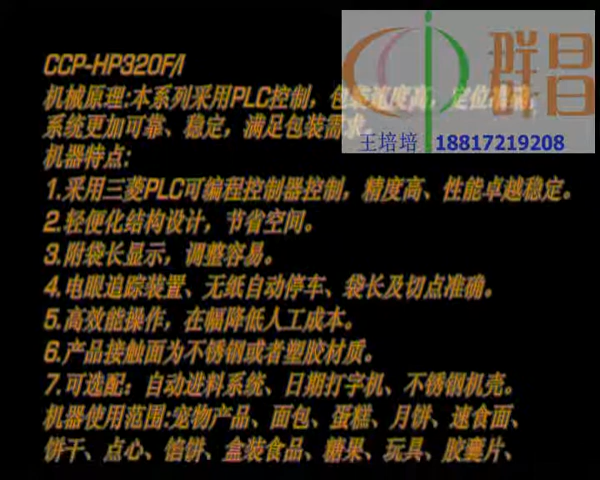 CCP-HP320F/I
群昌
机械原理:本系列采用PLC控制，包装速度高，定位准确，
系统更加可靠、稳定，满足包装需求。
王培培 18817219208
机器特点:
1.采用三菱PLC可编程控制器控制，精度高、性能卓越稳定。
2.轻便化结构设计，节省空间。
3.附袋长显示，调整容易。
4.电眼追踪装置、无纸自动停车、袋长及切点准确。
5.高效能操作，在幅降低人工成本。
6.产品接触面为不锈钢或者塑胶材质。
7.可选配：自动进料系统、日期打字机、不锈钢机壳。
机器使用范围:宠物产品、面包、蛋糕、月饼、速食面、
饼干、点心、馅饼、盒装食品、糖果、玩具、胶囊片、